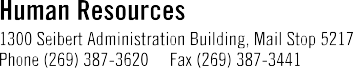 Human Resources
1300 Seibert Administration Building, Mail Stop 5217
Phone (269) 387-3620 Fax (269) 387-3441